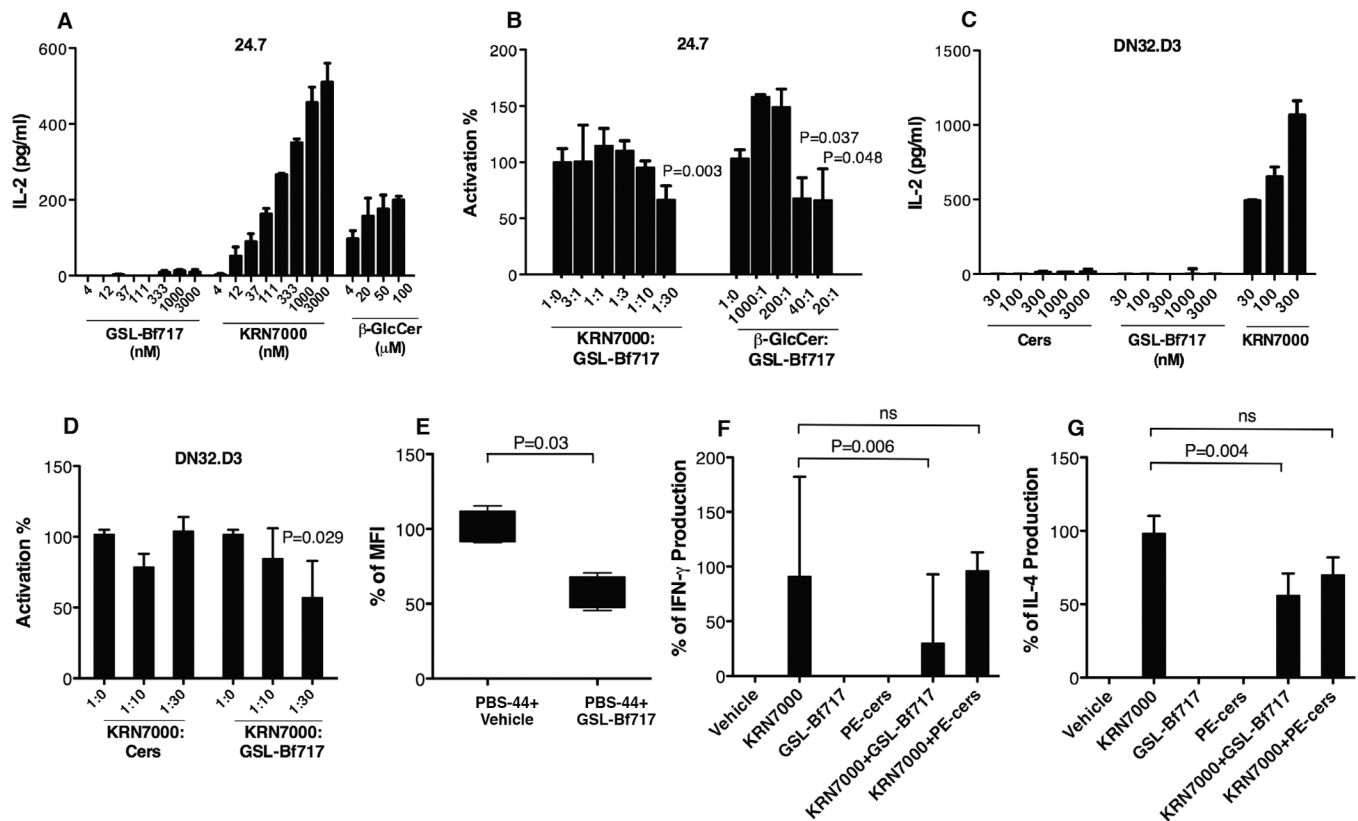 A
24.7
IL-2 (pg/ml)
600
400
200
0
4 12 37 111 333 1000 3000 4 12 37 111 333 1000 3000 4 20 50 100
GSL-Bf717 (nM)
KRN7000 (nM)
β-GlcCer (μM)
B
24.7
Activation %
200
150
100
50
0
P=0.003
P=0.037
P=0.048
1:0 3:1 1:1 1:3 1:10 1:30 1:0 1000:1 200:1 40:1 20:1
KRN7000:
GSL-Bf717
β-GlcCer:
GSL-Bf717
C
DN32.D3
IL-2 (pg/ml)
1500
1000
500
0
30 100 300 1000 3000 30 100 300 1000 3000 30 100 300
Cers
GSL-Bf717
(nM)
KRN7000
D
DN32.D3
Activation %
150
100
50
0
P=0.029
1:0 1:10 1:30 1:0 1:10 1:30
KRN7000:
Cers
KRN7000:
GSL-Bf717
E
P=0.03
% of MFI
150
100
50
0
PBS-44+
Vehicle
PBS-44+
GSL-Bf717
F
ns
P=0.006
% of IFN-γ Production
200
150
100
50
0
Vehicle
KRN7000
GSL-Bf717
PE-cers
KRN7000+GSL-Bf717
KRN7000+PE-cers
G
ns
P=0.004
% of IL-4 Production
150
100
50
0
Vehicle
KRN7000
GSL-Bf717
PE-cers
KRN7000+GSL-Bf717
KRN7000+PE-cers